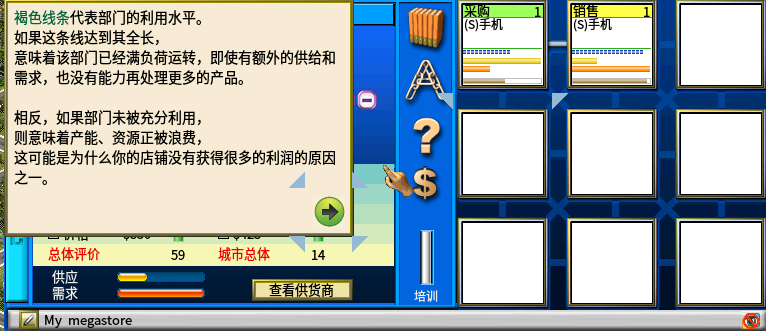 褐色线条代表部门的利用水平。
如果这条线达到其全长，
意味着该部门已经满负荷运转，即使有额外的供给和
需求，也没有能力再处理更多的产品。
相反，如果部门未被充分利用，
则意味着产能、资源正被浪费，
这可能是为什么你的店铺没有获得很多的利润的原因
之一。
采购 1
(S)手机
销售 1
(S)手机
总体评价 59 城市总体 14
供应
需求
查看供货商
培训
My megastore